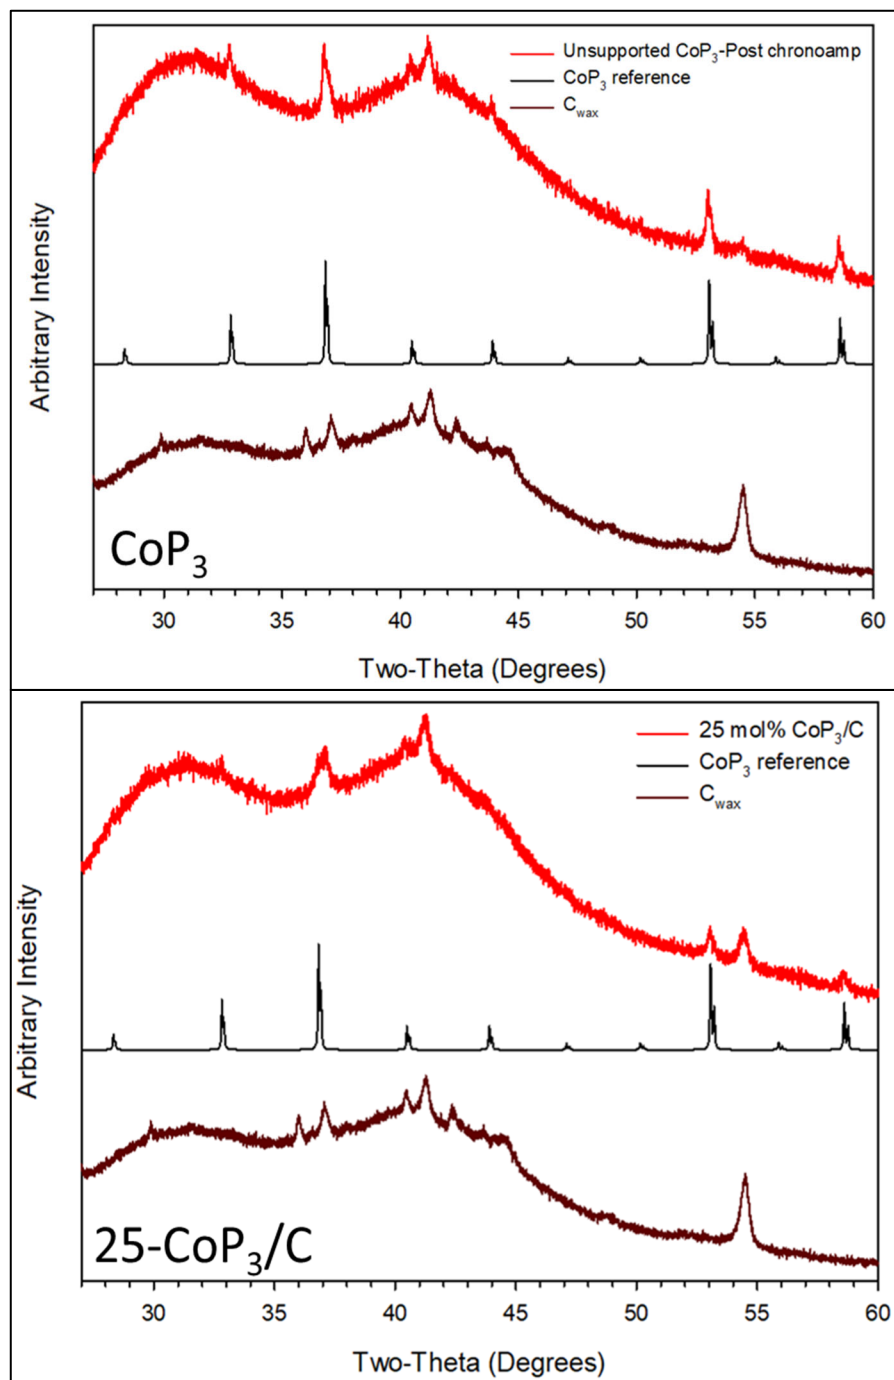 Unsupported CoP₃-Post chronoamp
CoP₃ reference
C_wax
Arbitrary Intensity
CoP₃
30 35 40 45 50 55 60
Two-Theta (Degrees)
25 mol% CoP₃/C
CoP₃ reference
C_wax
Arbitrary Intensity
25-CoP₃/C
30 35 40 45 50 55 60
Two-Theta (Degrees)